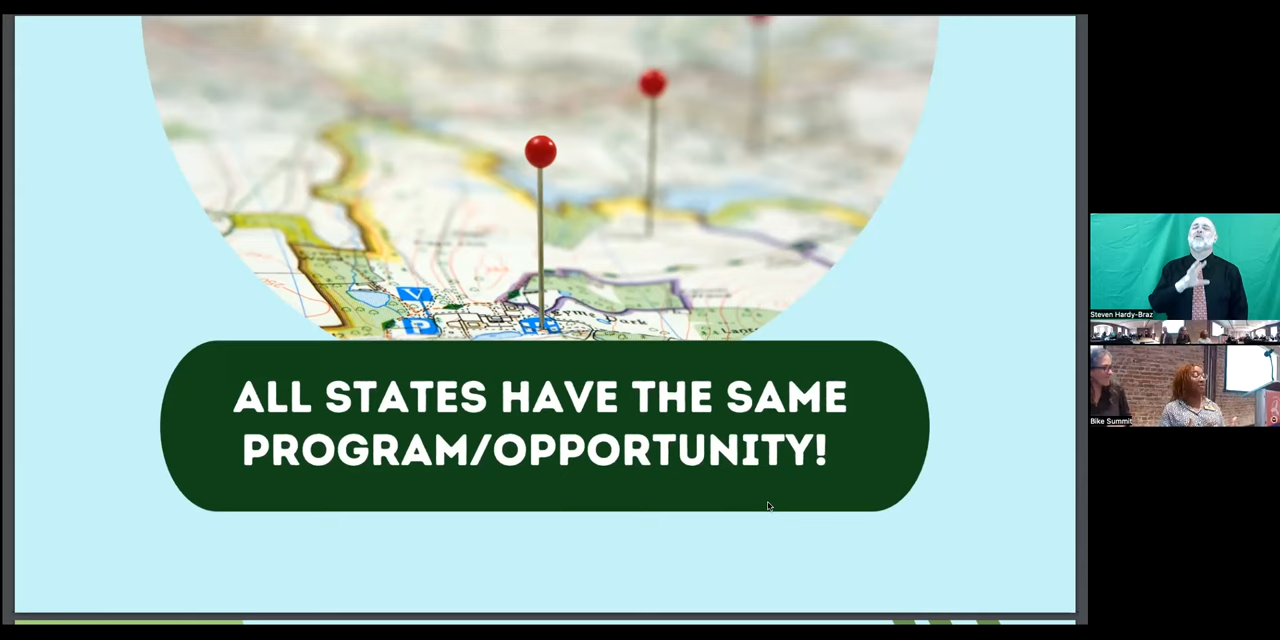 V
P
ALL STATES HAVE THE SAME
PROGRAM/OPPORTUNITY!
Steven Hardy-Braz
Bike Summit